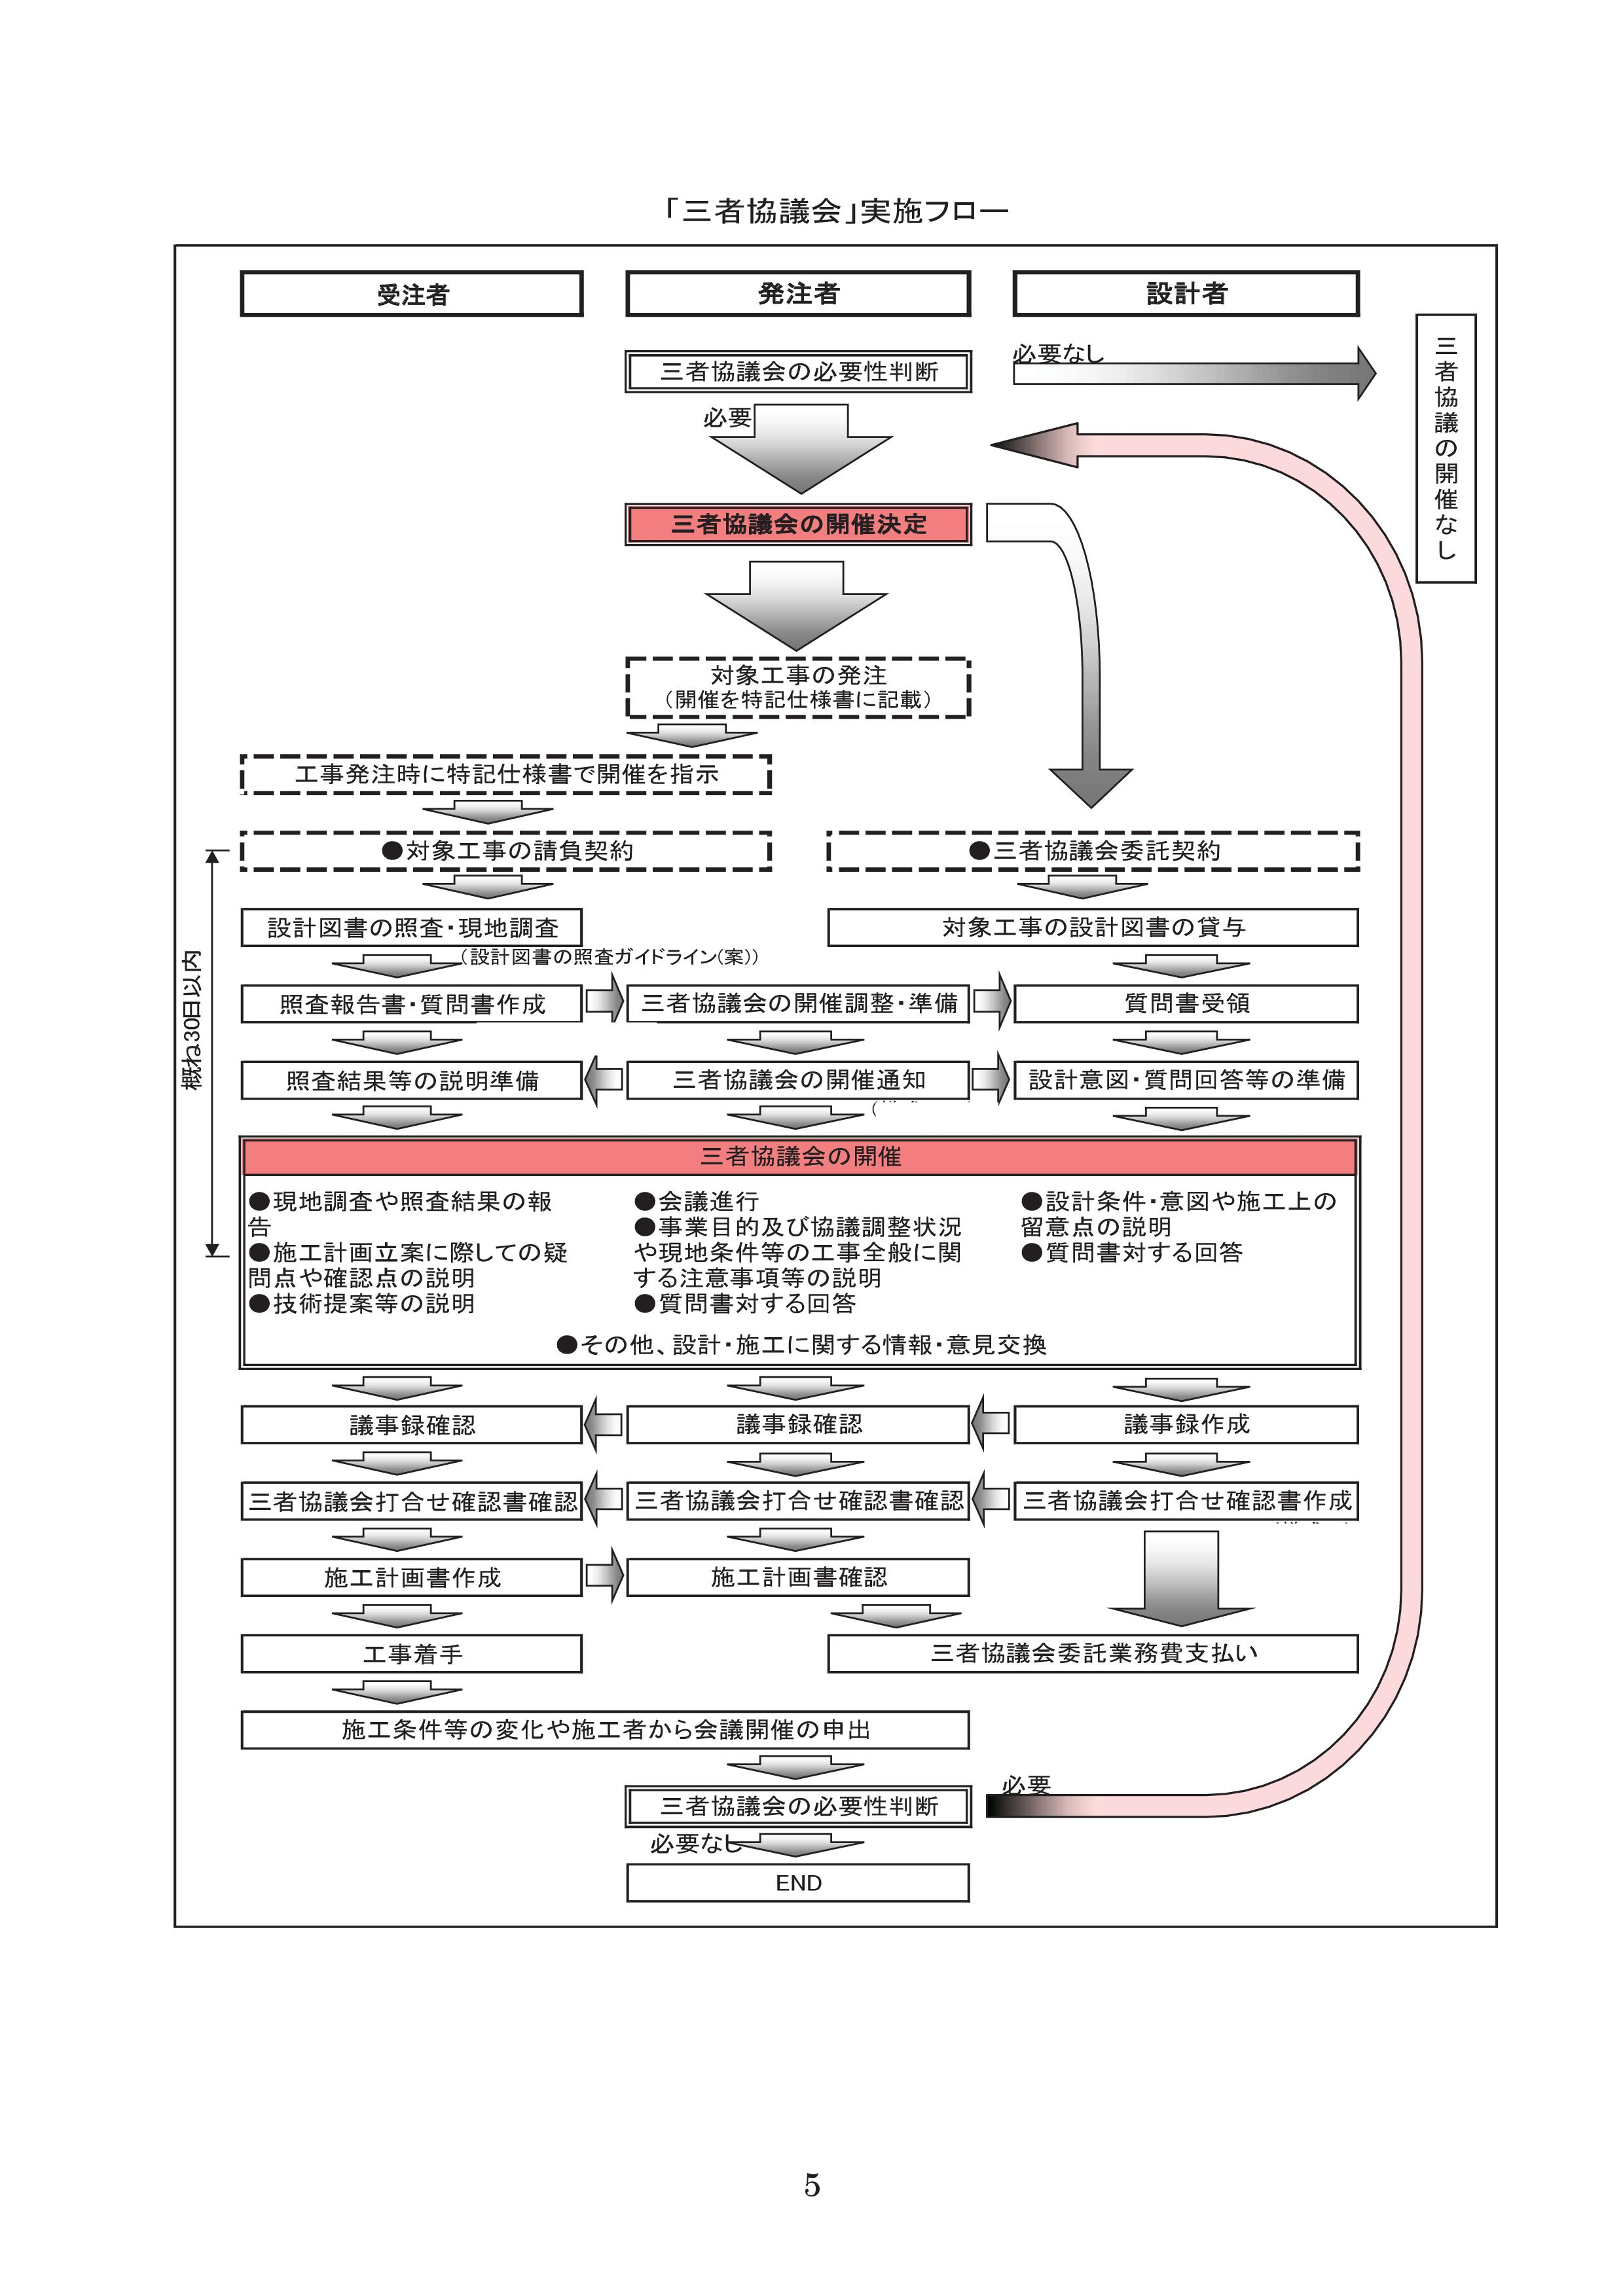 「三者協議会」実施フロー
受注者
発注者
設計者
三者協議会の必要性判断
必要なし
三者協議の開催なし
必要
三者協議会の開催決定
対象工事の発注
（開催を特記仕様書に記載）
工事発注時に特記仕様書で開催を指示
●対象工事の請負契約
●三者協議会委託契約
設計図書の照査・現地調査
対象工事の設計図書の貸与
（設計図書の照査ガイドライン(案)）
概ね30日以内
照査報告書・質問書作成
三者協議会の開催調整・準備
質問書受領
照査結果等の説明準備
三者協議会の開催通知
設計意図・質問回答等の準備
三者協議会の開催
●現地調査や照査結果の報
告
●施工計画立案に際しての疑
問点や確認点の説明
●技術提案等の説明
●会議進行
●事業目的及び協議調整状況
や現地条件等の工事全般に関
する注意事項等の説明
●質問書対する回答
●設計条件・意図や施工上の
留意点の説明
●質問書対する回答
●その他、設計・施工に関する情報・意見交換
議事録確認
議事録確認
議事録作成
三者協議会打合せ確認書確認
三者協議会打合せ確認書確認
三者協議会打合せ確認書作成
施工計画書作成
施工計画書確認
工事着手
三者協議会委託業務費支払い
施工条件等の変化や施工者から会議開催の申出
三者協議会の必要性判断
必要
必要なし
END
5